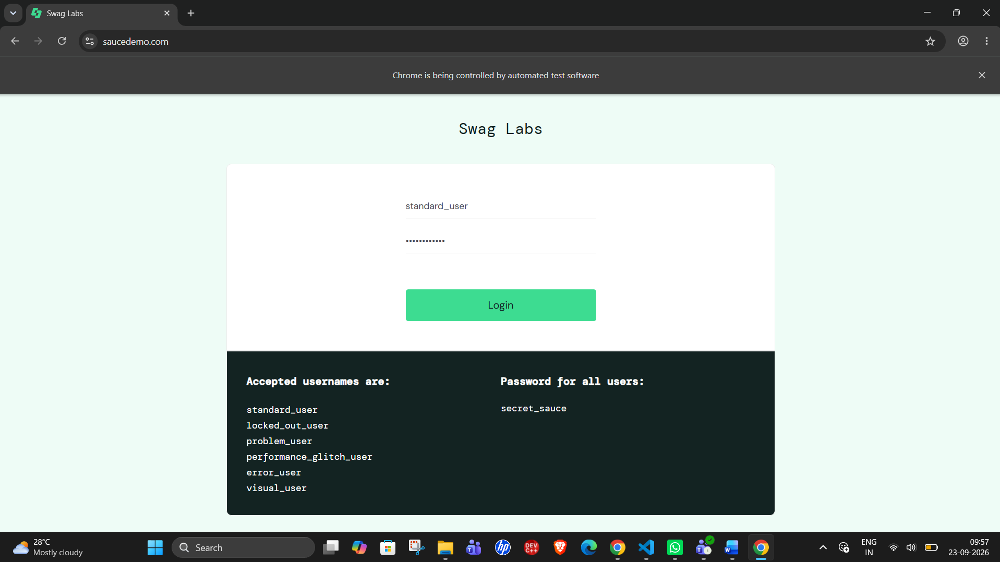 Swag Labs
saucedemo.com
Chrome is being controlled by automated test software
Swag Labs
standard_user
••••••••••••
Login
Accepted usernames are:
standard_user
locked_out_user
problem_user
performance_glitch_user
error_user
visual_user
Password for all users:
secret_sauce
28°C
Mostly cloudy
Search
DEV
C++
ENG
IN
09:57
23-09-2026